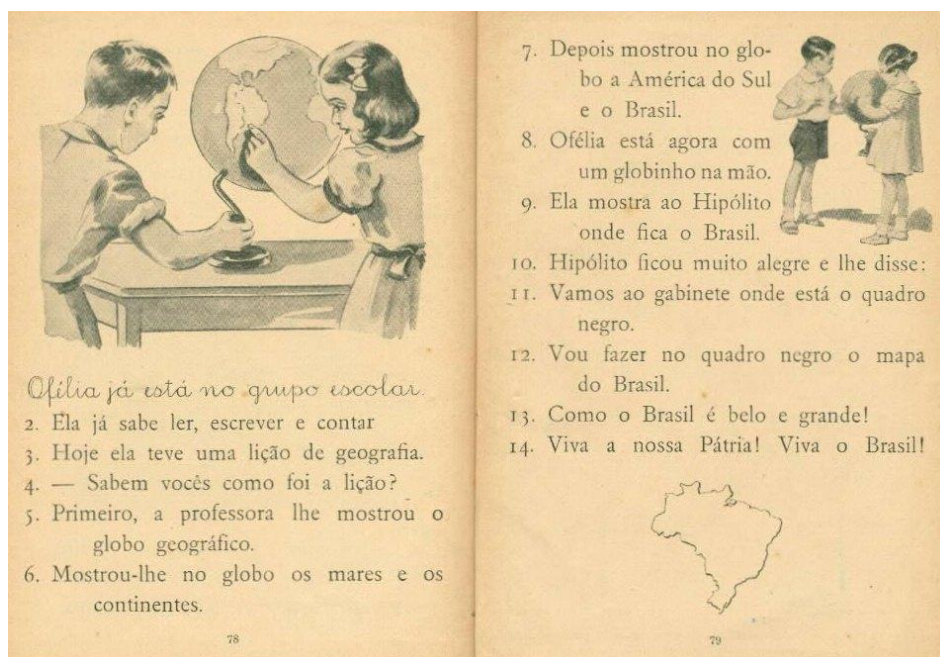 Ofélia já está no grupo escolar.
2. Ela já sabe ler, escrever e contar
3. Hoje ela teve uma lição de geografia.
4. — Sabem vocês como foi a lição?
5. Primeiro, a professora lhe mostrou o
globo geográfico.
6. Mostrou-lhe no globo os mares e os
continentes.
78
7. Depois mostrou no glo-
bo a América do Sul
e o Brasil.
8. Ofélia está agora com
um globinho na mão.
9. Ela mostra ao Hipólito
onde fica o Brasil.
10. Hipólito ficou muito alegre e lhe disse:
11. Vamos ao gabinete onde está o quadro
negro.
12. Vou fazer no quadro negro o mapa
do Brasil.
13. Como o Brasil é belo e grande!
14. Viva a nossa Pátria! Viva o Brasil!
79